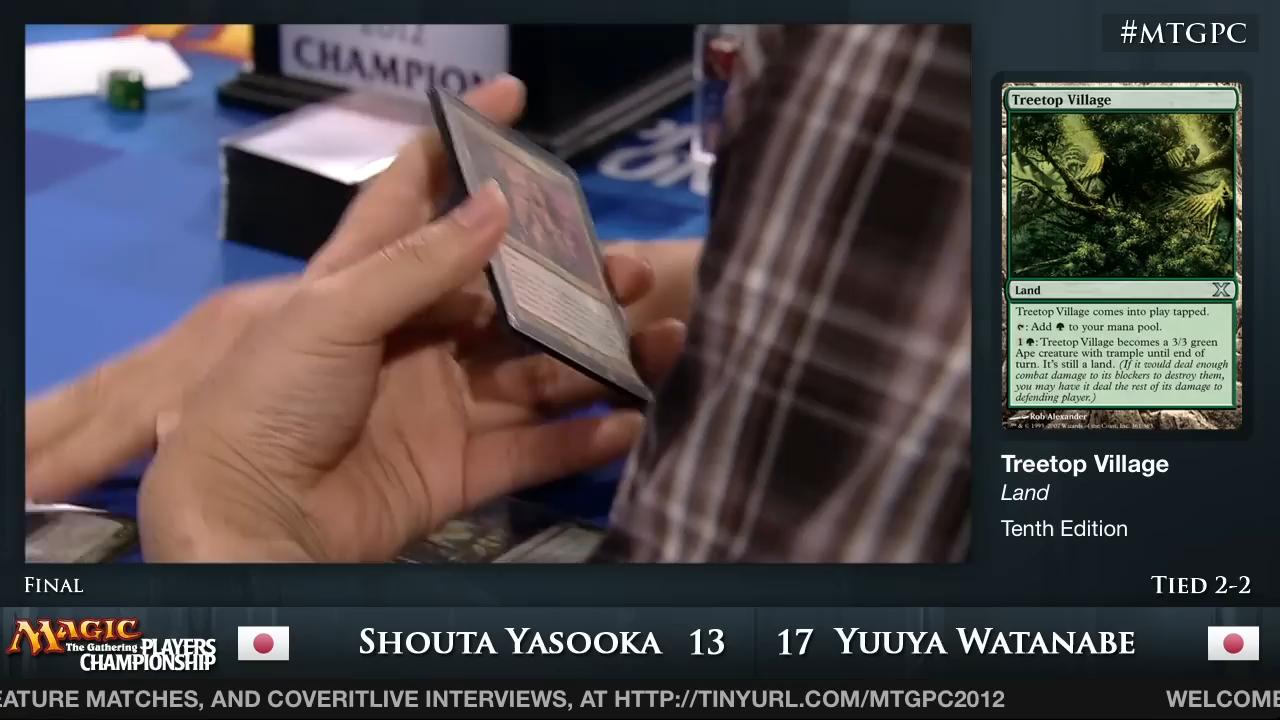 #MTGPC
2012
CHAMPION
Treetop Village
Land
Treetop Village comes into play tapped.
: Add to your mana pool.
1 : Treetop Village becomes a 3/3 green
Ape creature with trample until end of
turn. It's still a land. (If it would deal enough
combat damage to its blockers to destroy them,
you may have it deal the rest of its damage to
defending player.)
Rob Alexander
Treetop Village
Land
Tenth Edition
FINAL
TIED 2-2
MAGIC
The Gathering
PLAYERS
CHAMPIONSHIP
SHOUTA YASOOKA 13
17 YUUYA WATANABE
EATURE MATCHES, AND COVERITLIVE INTERVIEWS, AT HTTP://TINYURL.COM/MTGPC2012
WELCOME